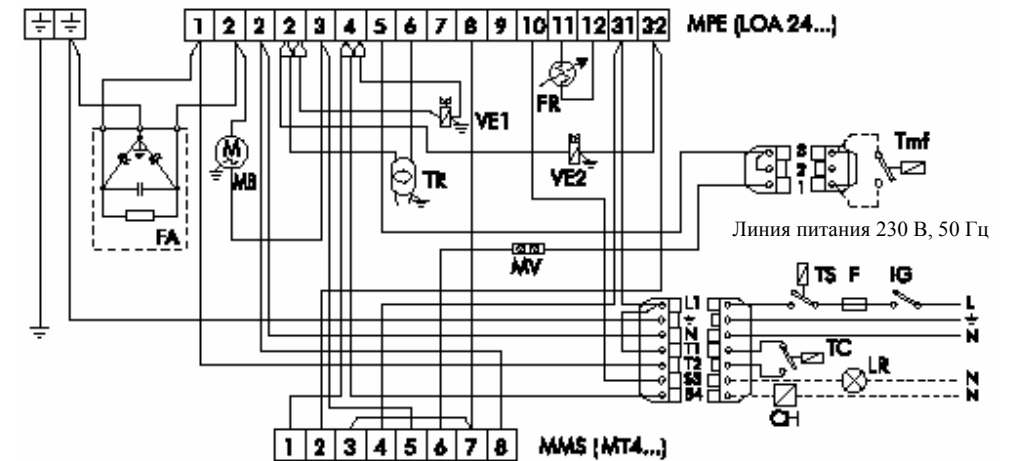 1 2 2 2 3 4 5 6 7 8 9 10 11 12 31 32 MPE (LOA 24...)
FR
VE1
Tmf
M
MB
TR
VE2
3
2
1
FA
Линия питания 230 В, 50 Гц
MV
TS F IG
L1 L
N N
T1
TC
T2
LR
S3 N
B4 N
CH
1 2 3 4 5 6 7 8 MMS (MT4...)